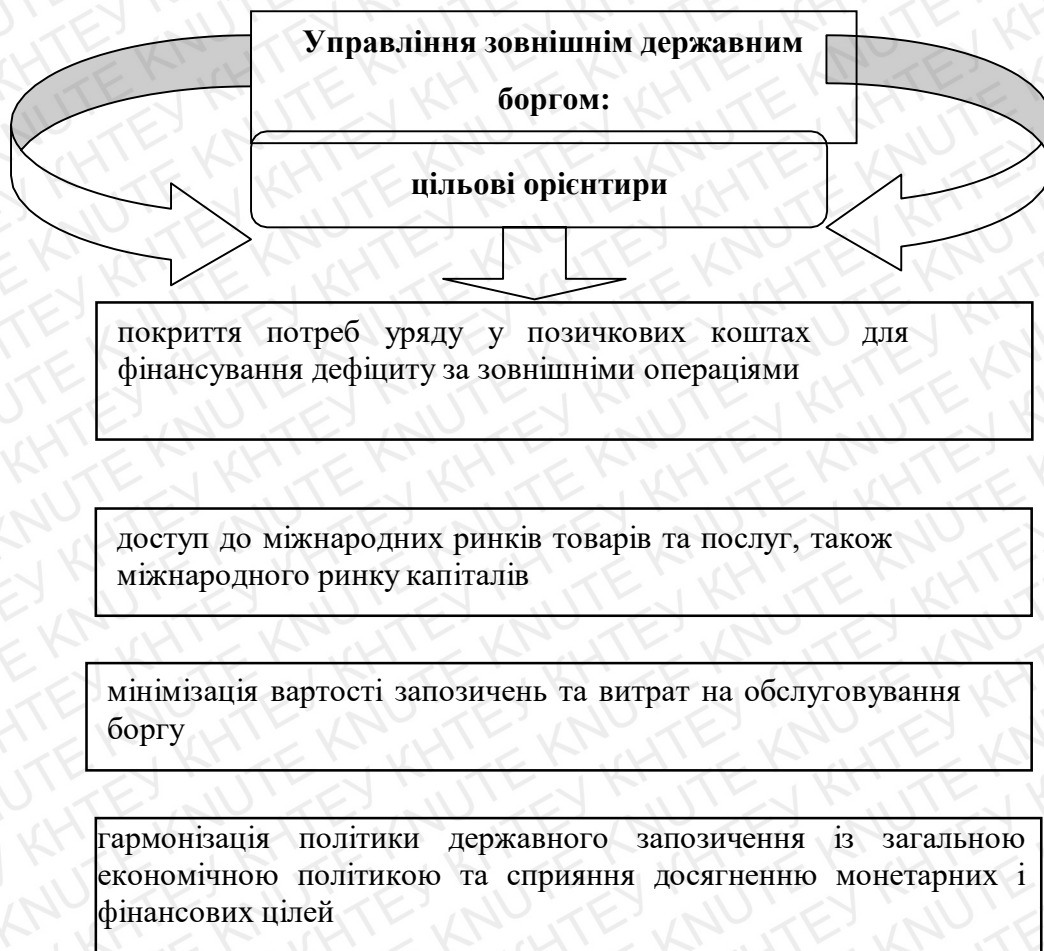 Управління зовнішнім державним
боргом:
цільові орієнтири
покриття потреб уряду у позичкових коштах для
фінансування дефіциту за зовнішніми операціями
доступ до міжнародних ринків товарів та послуг, також
міжнародного ринку капіталів
мінімізація вартості запозичень та витрат на обслуговування
боргу
гармонізація політики державного запозичення із загальною
економічною політикою та сприяння досягненню монетарних і
фінансових цілей